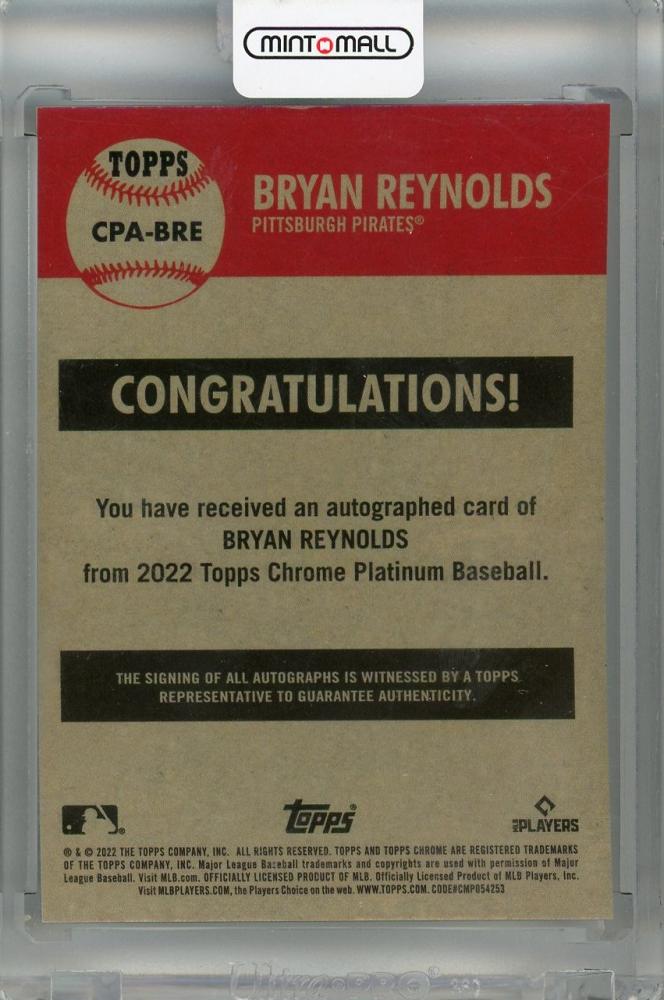 MINT MALL
TOPPS
CPA-BRE
BRYAN REYNOLDS
PITTSBURGH PIRATES®
CONGRATULATIONS!
You have received an autographed card of
BRYAN REYNOLDS
from 2022 Topps Chrome Platinum Baseball.
THE SIGNING OF ALL AUTOGRAPHS IS WITNESSED BY A TOPPS
REPRESENTATIVE TO GUARANTEE AUTHENTICITY.
topps®
MLB PLAYERS
® & © 2022 THE TOPPS COMPANY, INC. ALL RIGHTS RESERVED. TOPPS AND TOPPS CHROME ARE REGISTERED TRADEMARKS
OF THE TOPPS COMPANY, INC. Major League Baseball trademarks and copyrights are used with permission of Major
League Baseball. Visit MLB.com. OFFICIALLY LICENSED PRODUCT OF MLB. Officially Licensed Product of MLB Players, Inc.
Visit MLBPLAYERS.COM, the Players Choice on the web. WWW.TOPPS.COM. CODE#CMP054253
Ultra-PRO®